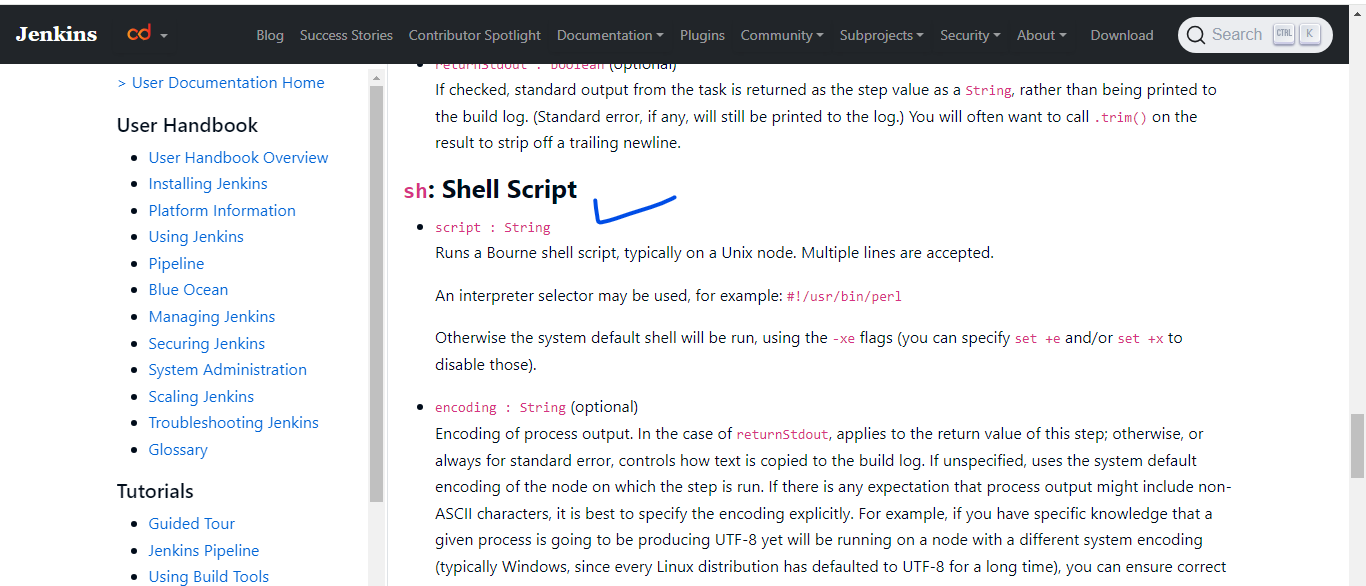 Jenkins
cd
Blog Success Stories Contributor Spotlight Documentation Plugins Community Subprojects Security About Download Search CTRL K
> User Documentation Home
User Handbook
User Handbook Overview
Installing Jenkins
Platform Information
Using Jenkins
Pipeline
Blue Ocean
Managing Jenkins
Securing Jenkins
System Administration
Scaling Jenkins
Troubleshooting Jenkins
Glossary
Tutorials
Guided Tour
Jenkins Pipeline
Using Build Tools
returnStdout : boolean (optional)
If checked, standard output from the task is returned as the step value as a String, rather than being printed to
the build log. (Standard error, if any, will still be printed to the log.) You will often want to call .trim() on the
result to strip off a trailing newline.
sh: Shell Script
script : String
Runs a Bourne shell script, typically on a Unix node. Multiple lines are accepted.
An interpreter selector may be used, for example: #!/usr/bin/perl
Otherwise the system default shell will be run, using the -xe flags (you can specify set +e and/or set +x to
disable those).
encoding : String (optional)
Encoding of process output. In the case of returnStdout, applies to the return value of this step; otherwise, or
always for standard error, controls how text is copied to the build log. If unspecified, uses the system default
encoding of the node on which the step is run. If there is any expectation that process output might include non-
ASCII characters, it is best to specify the encoding explicitly. For example, if you have specific knowledge that a
given process is going to be producing UTF-8 yet will be running on a node with a different system encoding
(typically Windows, since every Linux distribution has defaulted to UTF-8 for a long time), you can ensure correct